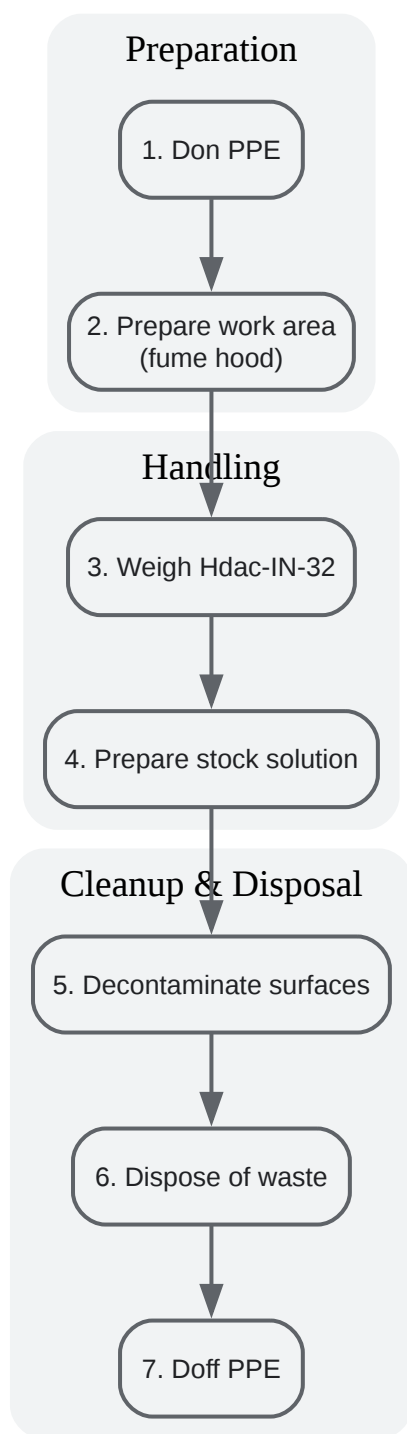 Preparation
1. Don PPE
2. Prepare work area
(fume hood)
Handling
3. Weigh Hdac-IN-32
4. Prepare stock solution
Cleanup & Disposal
5. Decontaminate surfaces
6. Dispose of waste
7. Doff PPE